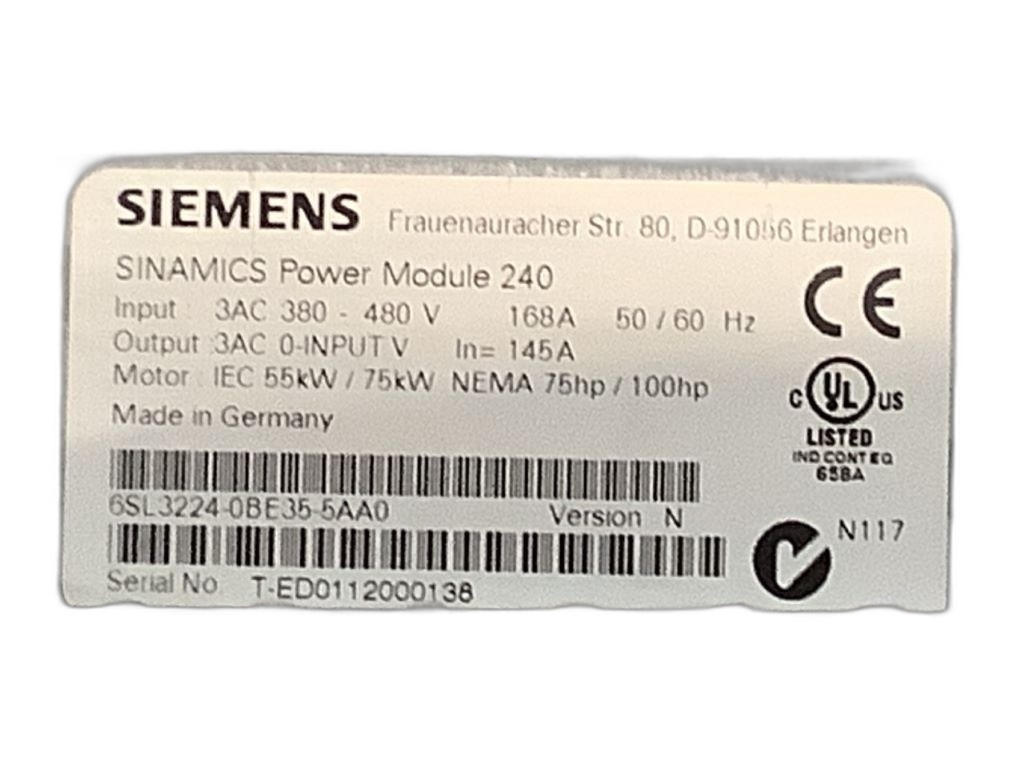 SIEMENS Frauenauracher Str. 80, D-91056 Erlangen
SINAMICS Power Module 240
Input : 3AC 380 - 480 V 168A 50 / 60 Hz
Output :3AC 0-INPUT V In= 145A
Motor : IEC 55kW / 75kW NEMA 75hp / 100hp
Made in Germany
CE
C UL US
LISTED
IND CONT EQ
658A
6SL3224-0BE35-5AA0 Version N
N117
Serial No T-ED0112000138